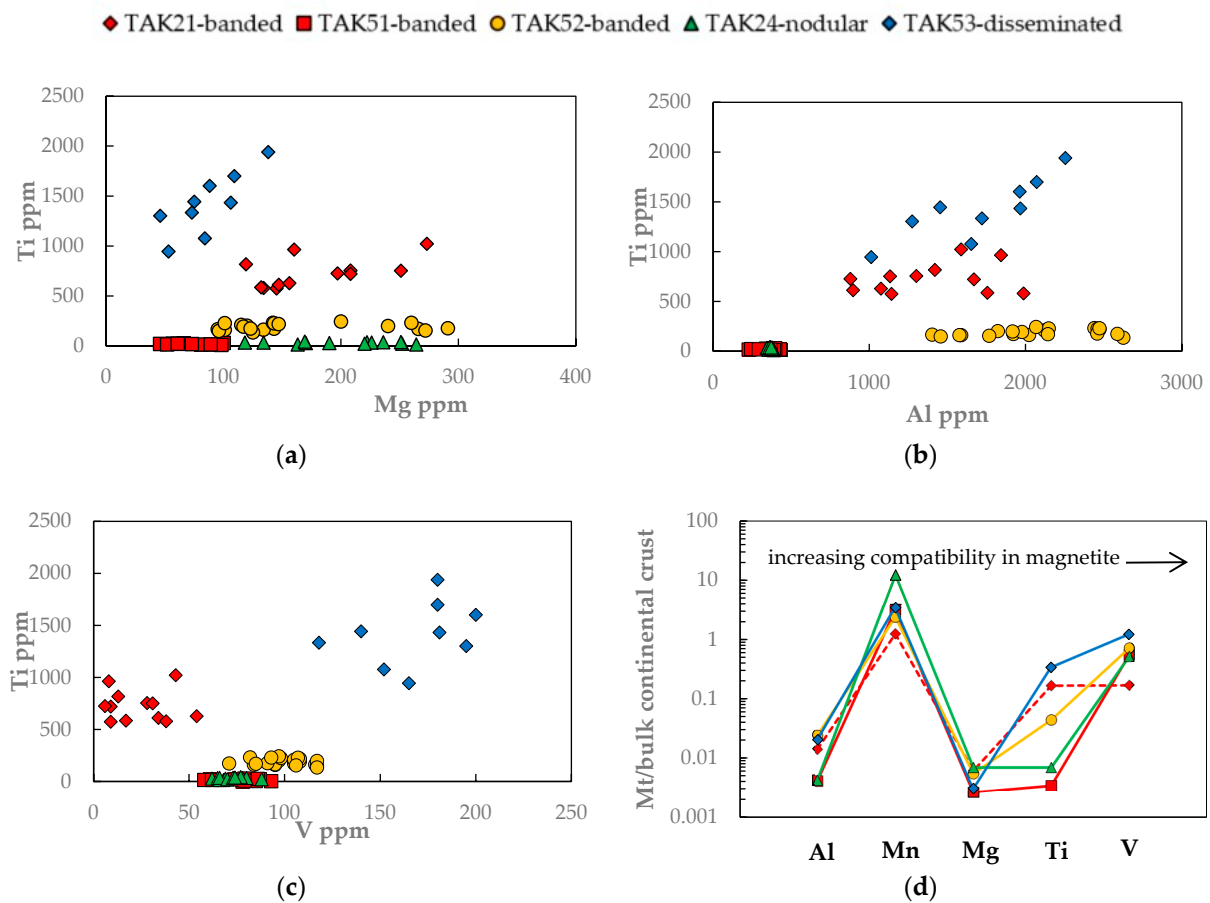 TAK21-banded TAK51-banded TAK52-banded TAK24-nodular TAK53-disseminated
2500
2000
1500
1000
500
0
0 100 200 300 400
Ti ppm
Mg ppm
(a)
2500
2000
1500
1000
500
0
0 1000 2000 3000
Ti ppm
Al ppm
(b)
2500
2000
1500
1000
500
0
0 50 100 150 200 250
Ti ppm
V ppm
(c)
100
10
1
0.1
0.01
0.001
Mt/bulk continental crust
increasing compatibility in magnetite
Al Mn Mg Ti V
(d)